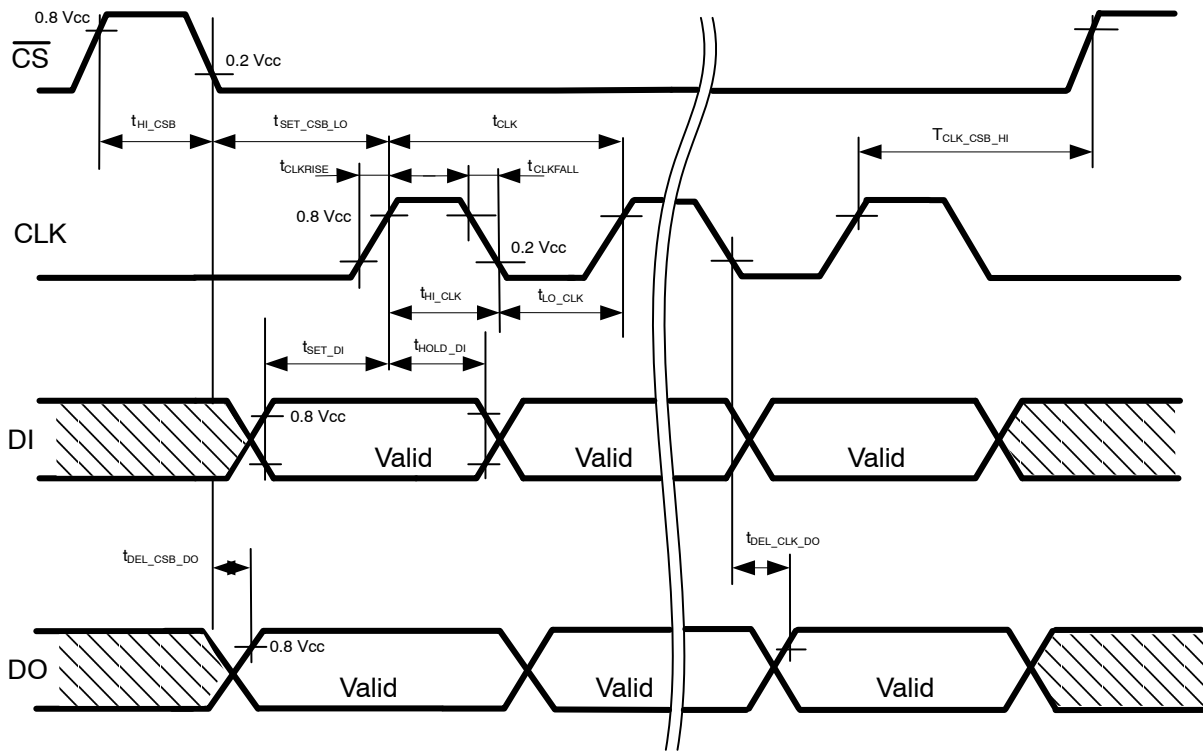 0.8 Vcc
CS
0.2 Vcc
tHI_CSB
tSET_CSB_LO
tCLK
TCLK_CSB_HI
tCLKRISE
tCLKFALL
0.8 Vcc
CLK
0.2 Vcc
tHI_CLK
tLO_CLK
tSET_DI
tHOLD_DI
0.8 Vcc
DI
Valid
Valid
Valid
tDEL_CSB_DO
tDEL_CLK_DO
0.8 Vcc
DO
Valid
Valid
Valid